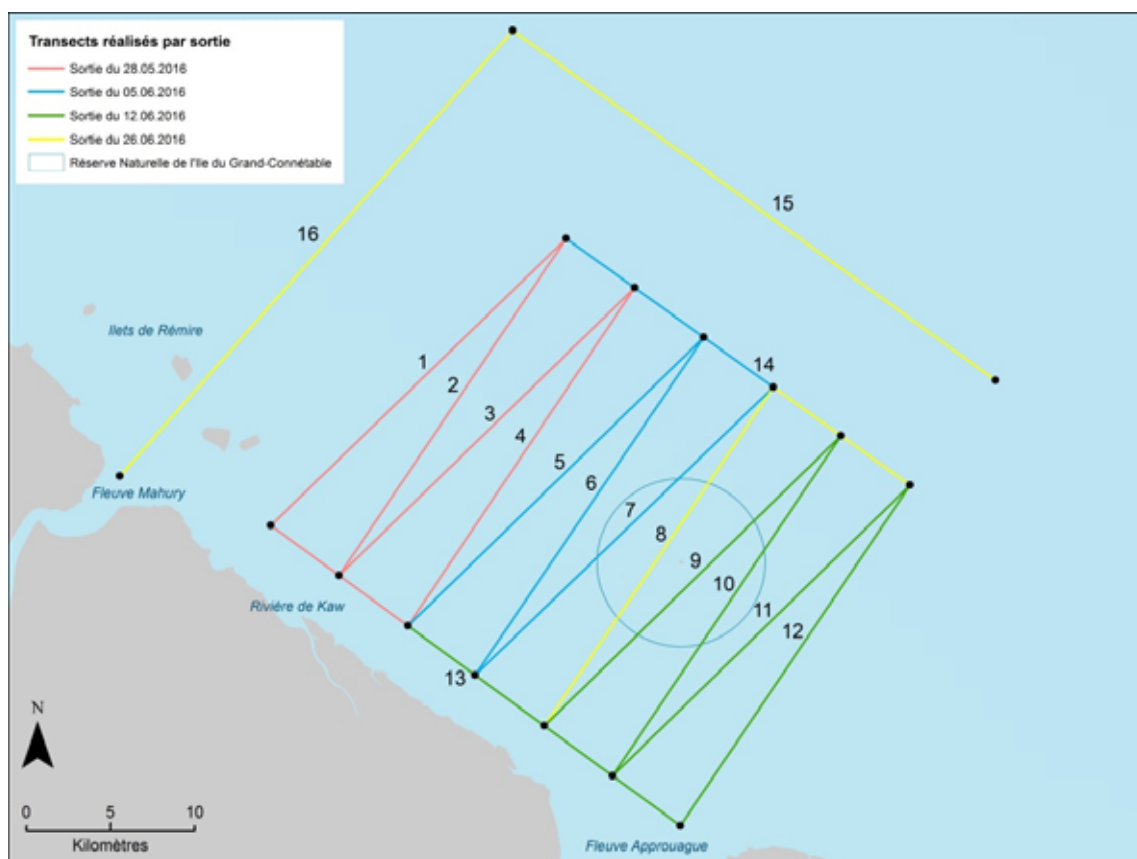 Transects réalisés par sortie
Sortie du 28.05.2016
Sortie du 05.06.2016
Sortie du 12.06.2016
Sortie du 26.06.2016
Réserve Naturelle de l'Ile du Grand-Connétable
15
16
Ilets de Rémire
1
14
2
3
4
5
6
Fleuve Mahury
7
8
9
10
Rivière de Kaw
11
12
13
N
0 5 10
Kilomètres
Fleuve Approuague